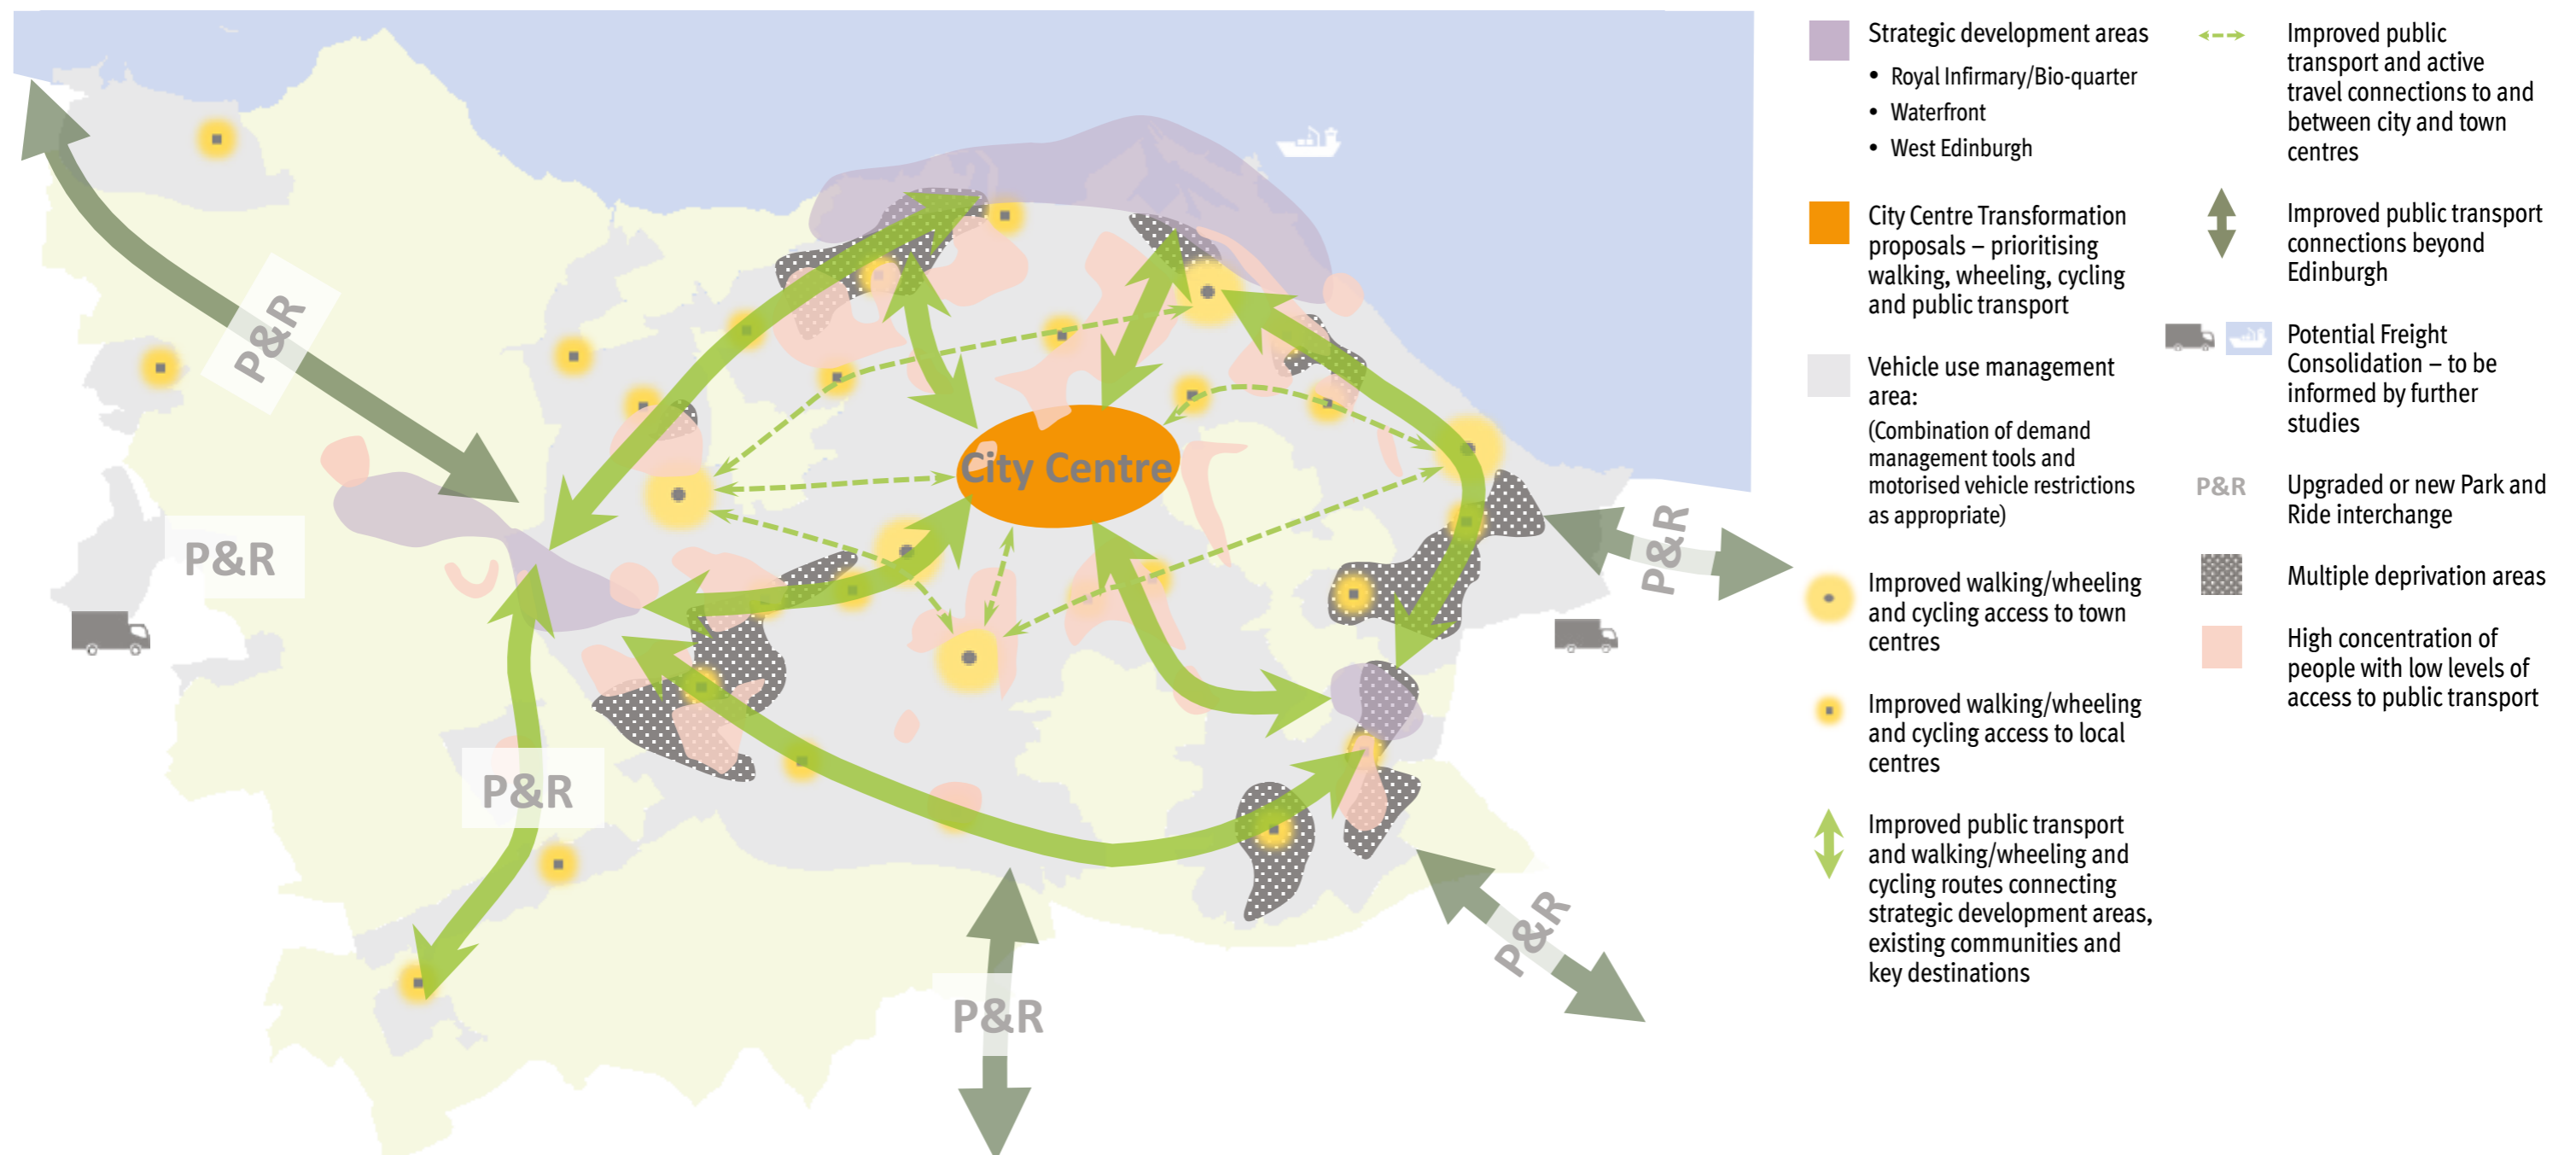 P&R
P&R
P&R
P&R
P&R
P&R
City Centre
Strategic development areas
• Royal Infirmary/Bio-quarter
• Waterfront
• West Edinburgh
City Centre Transformation
proposals – prioritising
walking, wheeling, cycling
and public transport
Vehicle use management
area:
(Combination of demand
management tools and
motorised vehicle restrictions
as appropriate)
Improved walking/wheeling
and cycling access to town
centres
Improved walking/wheeling
and cycling access to local
centres
Improved public transport
and walking/wheeling and
cycling routes connecting
strategic development areas,
existing communities and
key destinations
Improved public
transport and active
travel connections to and
between city and town
centres
Improved public transport
connections beyond
Edinburgh
Potential Freight
Consolidation – to be
informed by further
studies
P&R
Upgraded or new Park and
Ride interchange
Multiple deprivation areas
High concentration of
people with low levels of
access to public transport